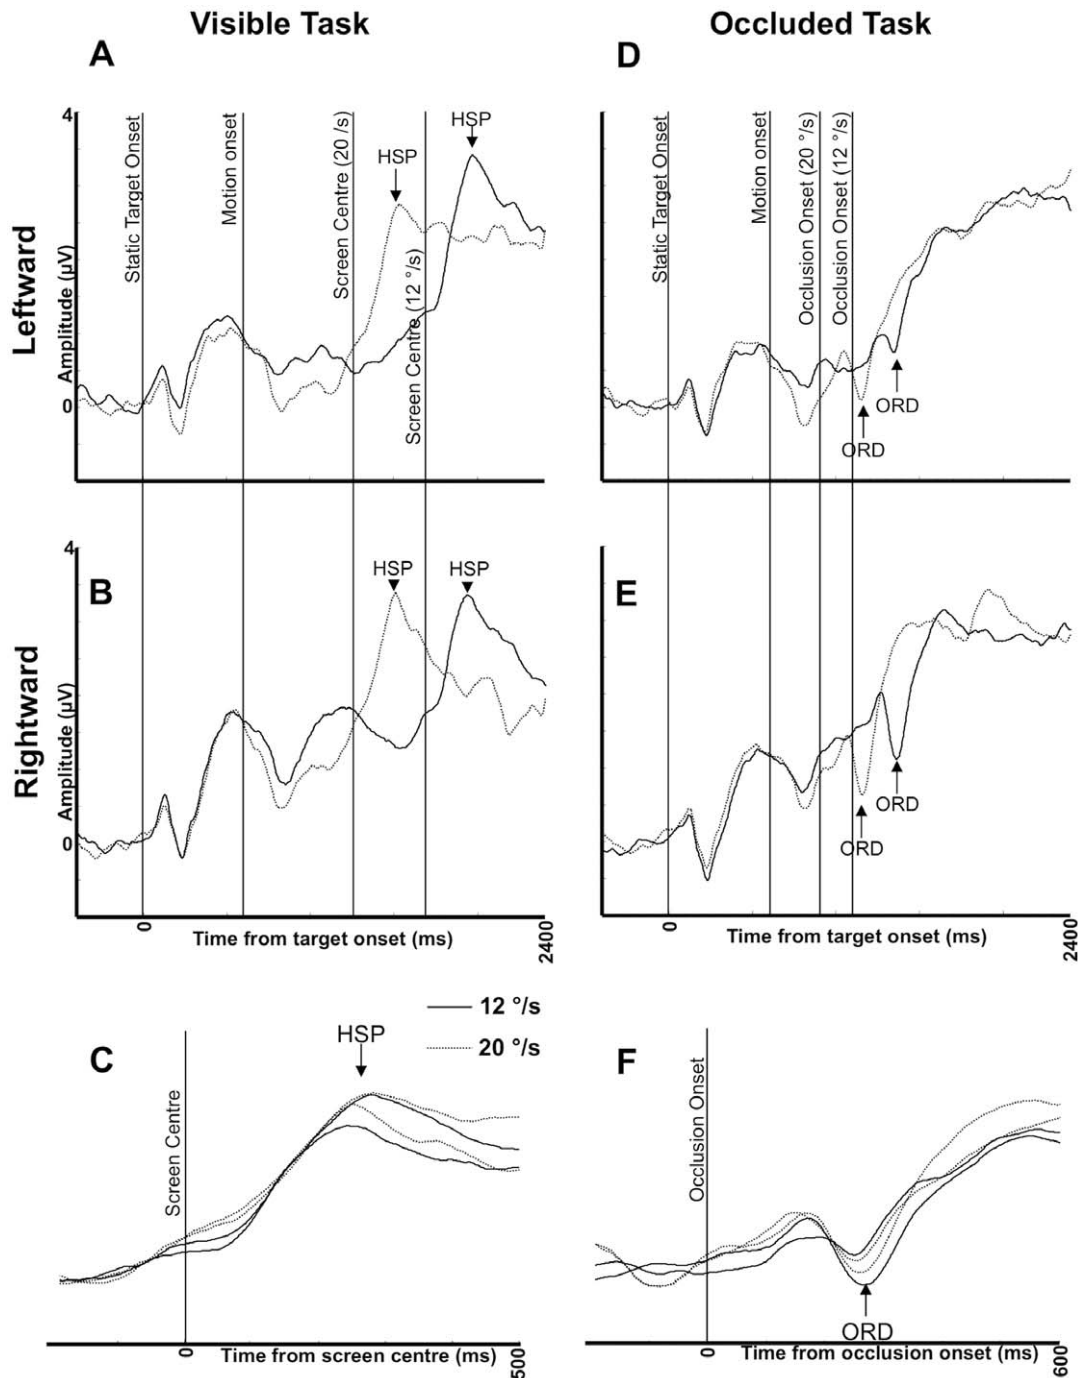 Visible Task
Occluded Task
A
D
4
0
Amplitude (µV)
Leftward
Static Target Onset
Motion onset
Screen Centre (20 °/s)
Screen Centre (12 °/s)
HSP
HSP
Static Target Onset
Motion onset
Occlusion Onset (20 °/s)
Occlusion Onset (12 °/s)
ORD
ORD
B
E
4
0
Amplitude (µV)
Rightward
HSP
HSP
ORD
ORD
0
Time from target onset (ms)
2400
0
Time from target onset (ms)
2400
12 °/s
20 °/s
C
F
Screen Centre
HSP
Occlusion Onset
ORD
0
Time from screen centre (ms)
500
0
Time from occlusion onset (ms)
600